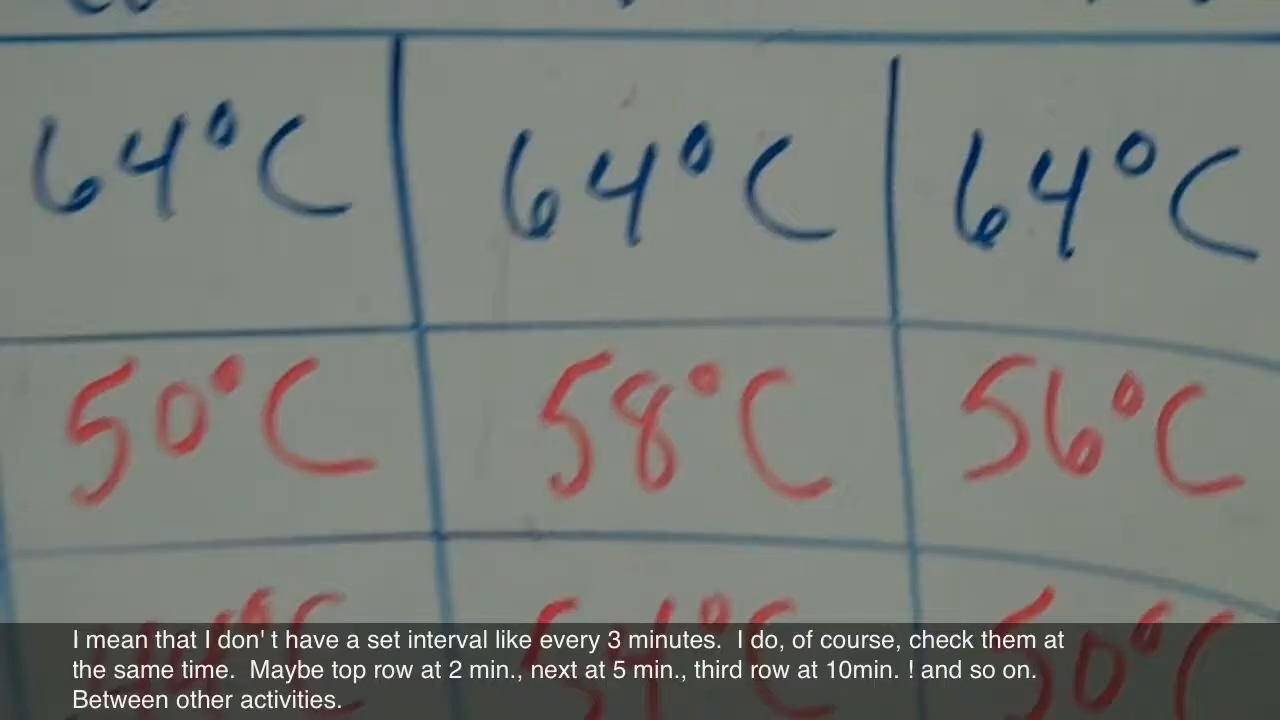 64°C 64°C 64°C
50°C 58°C 56°C
51°C 50°C
I mean that I don't have a set interval like every 3 minutes. I do, of course, check them at
the same time. Maybe top row at 2 min., next at 5 min., third row at 10min. ! and so on.
Between other activities.